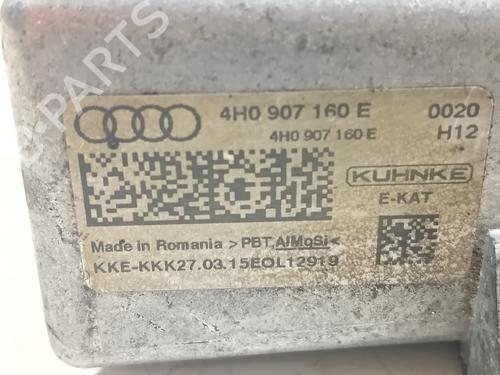 4H0 907 160 E 0020
4H0 907 160 E H12
KUHNKE
E-KAT
Made in Romania >PBT,AlMgSi<
KKE-KKK27.03.15EOL12919
B-PARTS